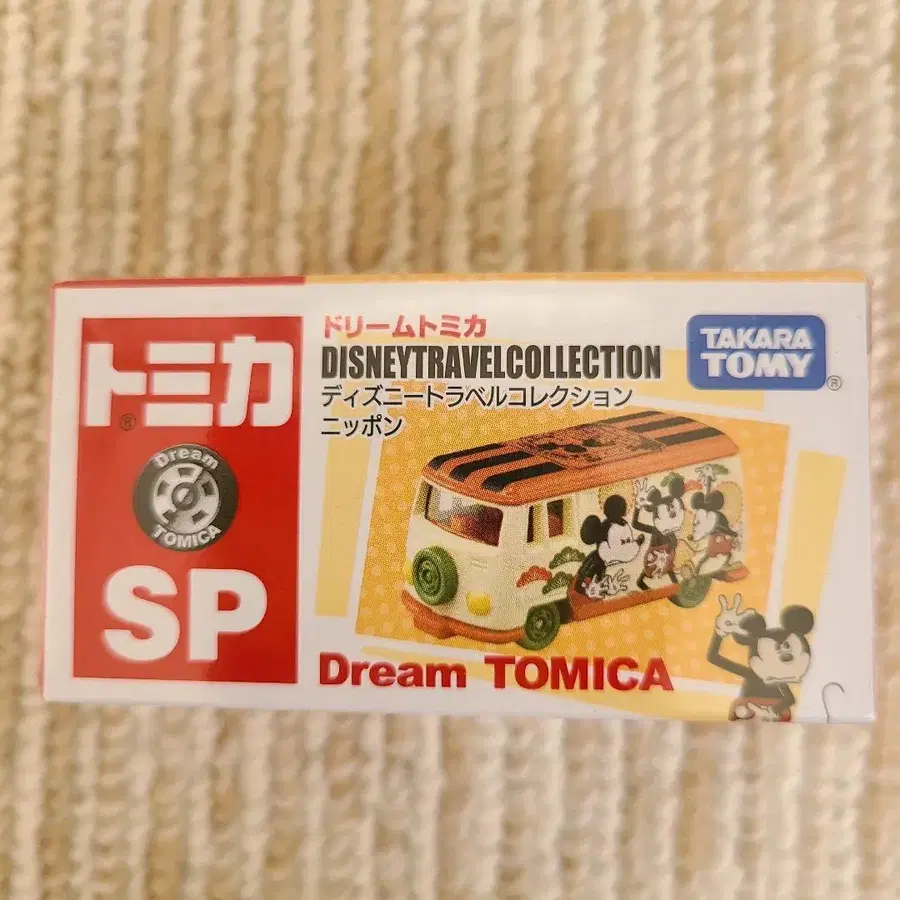 トミカ
®
Dream
TOMICA
SP
ドリームトミカ
DISNEYTRAVELCOLLECTION
ディズニートラベルコレクション
ニッポン
TAKARA
TOMY
®
Dream TOMICA